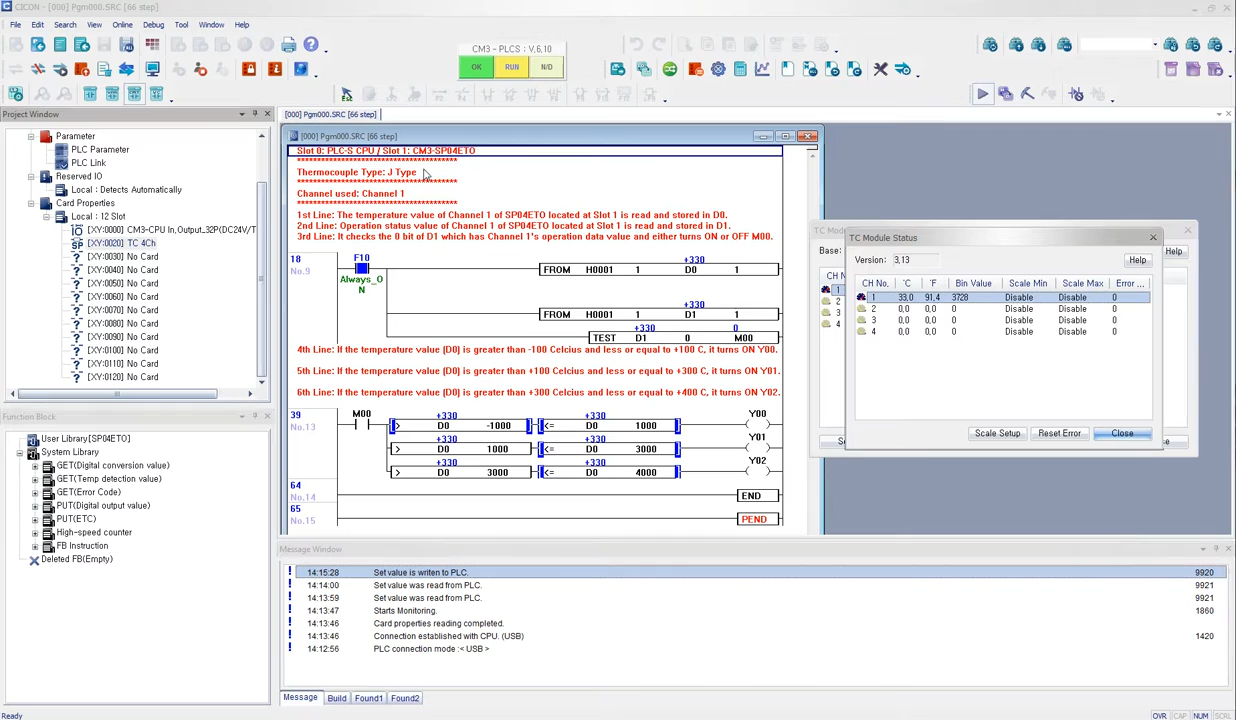 CICON - [000] Pgm000.SRC]
File Edit Search View Online Debug Tool Window Help
CM3 - PLCS : V,6,10
OK RUN N/D
Project Window
Parameter
PLC Parameter
PLC Link
Reserved IO
Local : Detects Automatically
Card Properties
Local : 12 Slot
[XY:0000] CM3-CPU In,Output_32P(DC24V/T
[XY:0020] TC 4Ch
[XY:0030] No Card
[XY:0040] No Card
[XY:0050] No Card
[XY:0060] No Card
[XY:0070] No Card
[XY:0080] No Card
[XY:0090] No Card
[XY:0100] No Card
[XY:0110] No Card
[XY:0120] No Card
Function Block
User Library[SP04ETO]
System Library
GET(Digital conversion value)
GET(Temp detection value)
GET(Error Code)
PUT(Digital output value)
PUT(ETC)
High-speed counter
FB Instruction
Deleted FB(Empty)
[000] Pgm000.SRC [66 step]
[000] Pgm000.SRC [66 step]
Slot 0: PLC-S CPU / Slot 1: CM3-SP04ETO
****************************************
Thermocouple Type: J Type
****************************************
Channel used: Channel 1
****************************************
1st Line: The temperature value of Channel 1 of SP04ETO located at Slot 1 is read and stored in D0.
2nd Line: Operation status value of Channel 1 of SP04ETO located at Slot 1 is read and stored in D1.
3rd Line: It checks the 0 bit of D1 which has Channel 1's operation data value and either turns ON or OFF M00.
18 F10 +330
No.9 FROM H0001 1 D0 1
Always_O
N
+330
FROM H0001 1 D1 1
+330 0
TEST D1 0 M00
4th Line: If the temperature value (D0) is greater than -100 Celcius and less or equal to +100 C, it turns ON Y00.
5th Line: If the temperature value (D0) is greater than +100 Celcius and less or equal to +300 C, it turns ON Y01.
6th Line: If the temperature value (D0) is greater than +300 Celcius and less or equal to +400 C, it turns ON Y02.
39 M00 +330 +330 Y00
No.13 > D0 -1000 <= D0 1000
+330 +330 Y01
> D0 1000 <= D0 3000
+330 +330 Y02
> D0 3000 <= D0 4000
64
No.14 END
65
No.15 PEND
TC Mod
Base:
Help
CH N
1
2
3
4
TC Module Status
Version: 3,13
Help
CH No. °C °F Bin Value Scale Min Scale Max Error ...
1 33,0 91,4 3728 Disable Disable 0
2 0,0 0,0 0 Disable Disable 0
3 0,0 0,0 0 Disable Disable 0
4 0,0 0,0 0 Disable Disable 0
Scale Setup Reset Error Close
Message Window
14:15:28 Set value is writen to PLC. 9920
14:14:00 Set value was read from PLC. 9921
14:13:59 Set value was read from PLC. 9921
14:13:47 Starts Monitoring. 1860
14:13:46 Card properties reading completed.
14:13:46 Connection established with CPU. (USB) 1420
14:12:56 PLC connection mode :< USB >
Message Build Found1 Found2
Ready OVR CAP NUM SCRL